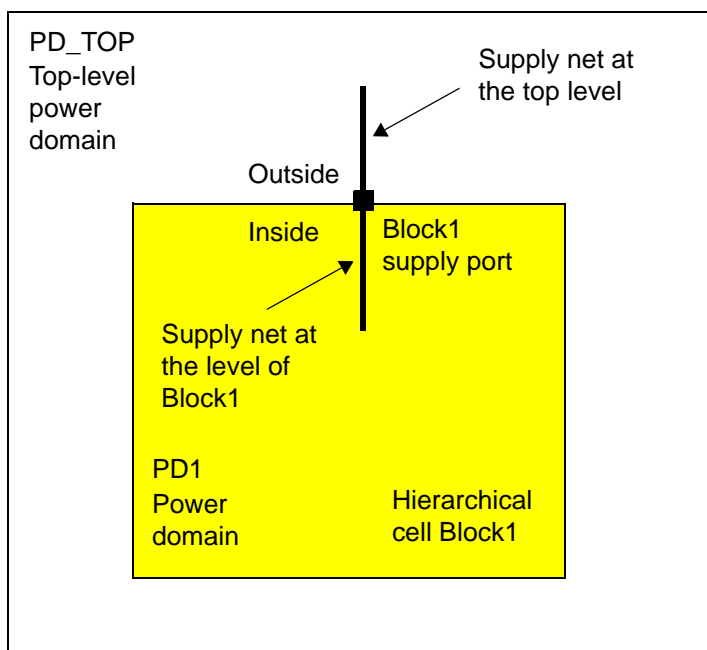 PD_TOP
Top-level
power
domain
Supply net at
the top level
Outside
Inside
Block1
supply port
Supply net at
the level of
Block1
PD1
Power
domain
Hierarchical
cell Block1